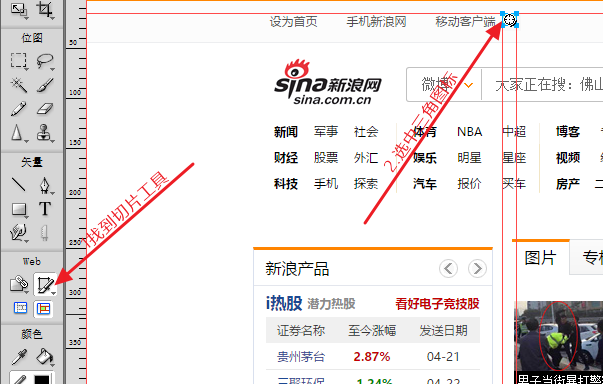 设为首页 手机新浪网 移动客户端
位图
50
sina新浪网
sina.com.cn
微博 大家正在搜：佛山
100
新闻 军事 社会 体育 NBA 中超 博客
矢量
财经 股票 外汇 娱乐 明星 星座 视频
科技 手机 探索 汽车 报价 买车 房产 二
150
200
1找到切片工具
2.选中三角图标
T
250
Web
新浪产品
图片 专栏
300
i热股 潜力热股 看好电子竞技股
颜色
证券名称 至今涨幅 发送日期
350
贵州茅台 2.87% 04-21
三聚环保 1.24% 04-22
男子当街暴打警